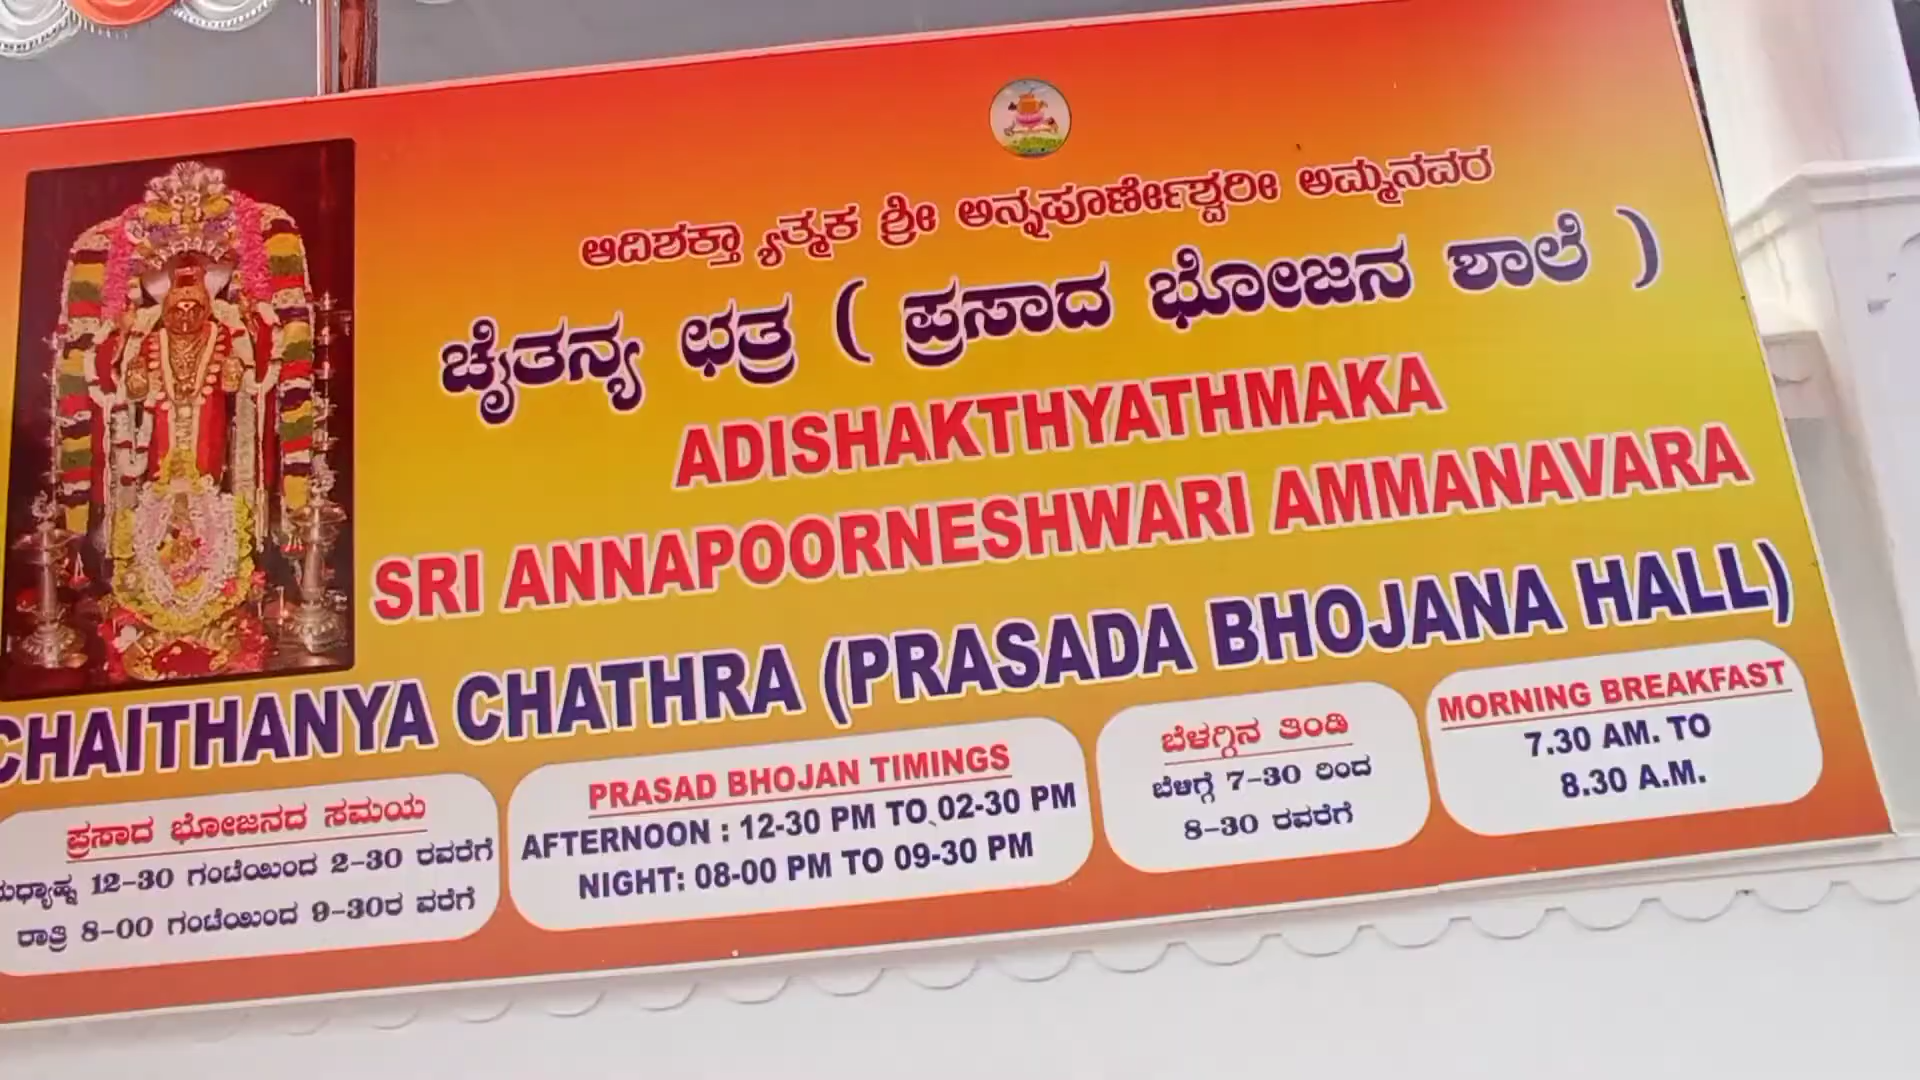 ಆದಿಶಕ್ತ್ಯಾತ್ಮಕ ಶ್ರೀ ಅನ್ನಪೂರ್ಣೇಶ್ವರೀ ಅಮ್ಮನವರ
ಚೈತನ್ಯ ಛತ್ರ ( ಪ್ರಸಾದ ಭೋಜನ ಶಾಲೆ )
ADISHAKTHYATHMAKA
SRI ANNAPOORNESHWARI AMMANAVARA
CHAITHANYA CHATHRA (PRASADA BHOJANA HALL)
ಪ್ರಸಾದ ಭೋಜನದ ಸಮಯ
ಮಧ್ಯಾಹ್ನ 12-30 ಗಂಟೆಯಿಂದ 2-30 ರವರೆಗೆ
ರಾತ್ರಿ 8-00 ಗಂಟೆಯಿಂದ 9-30ರ ವರೆಗೆ
PRASAD BHOJAN TIMINGS
AFTERNOON : 12-30 PM TO 02-30 PM
NIGHT: 08-00 PM TO 09-30 PM
ಬೆಳಗ್ಗಿನ ತಿಂಡಿ
ಬೆಳಗ್ಗೆ 7-30 ರಿಂದ
8-30 ರವರೆಗೆ
MORNING BREAKFAST
7.30 AM. TO
8.30 A.M.